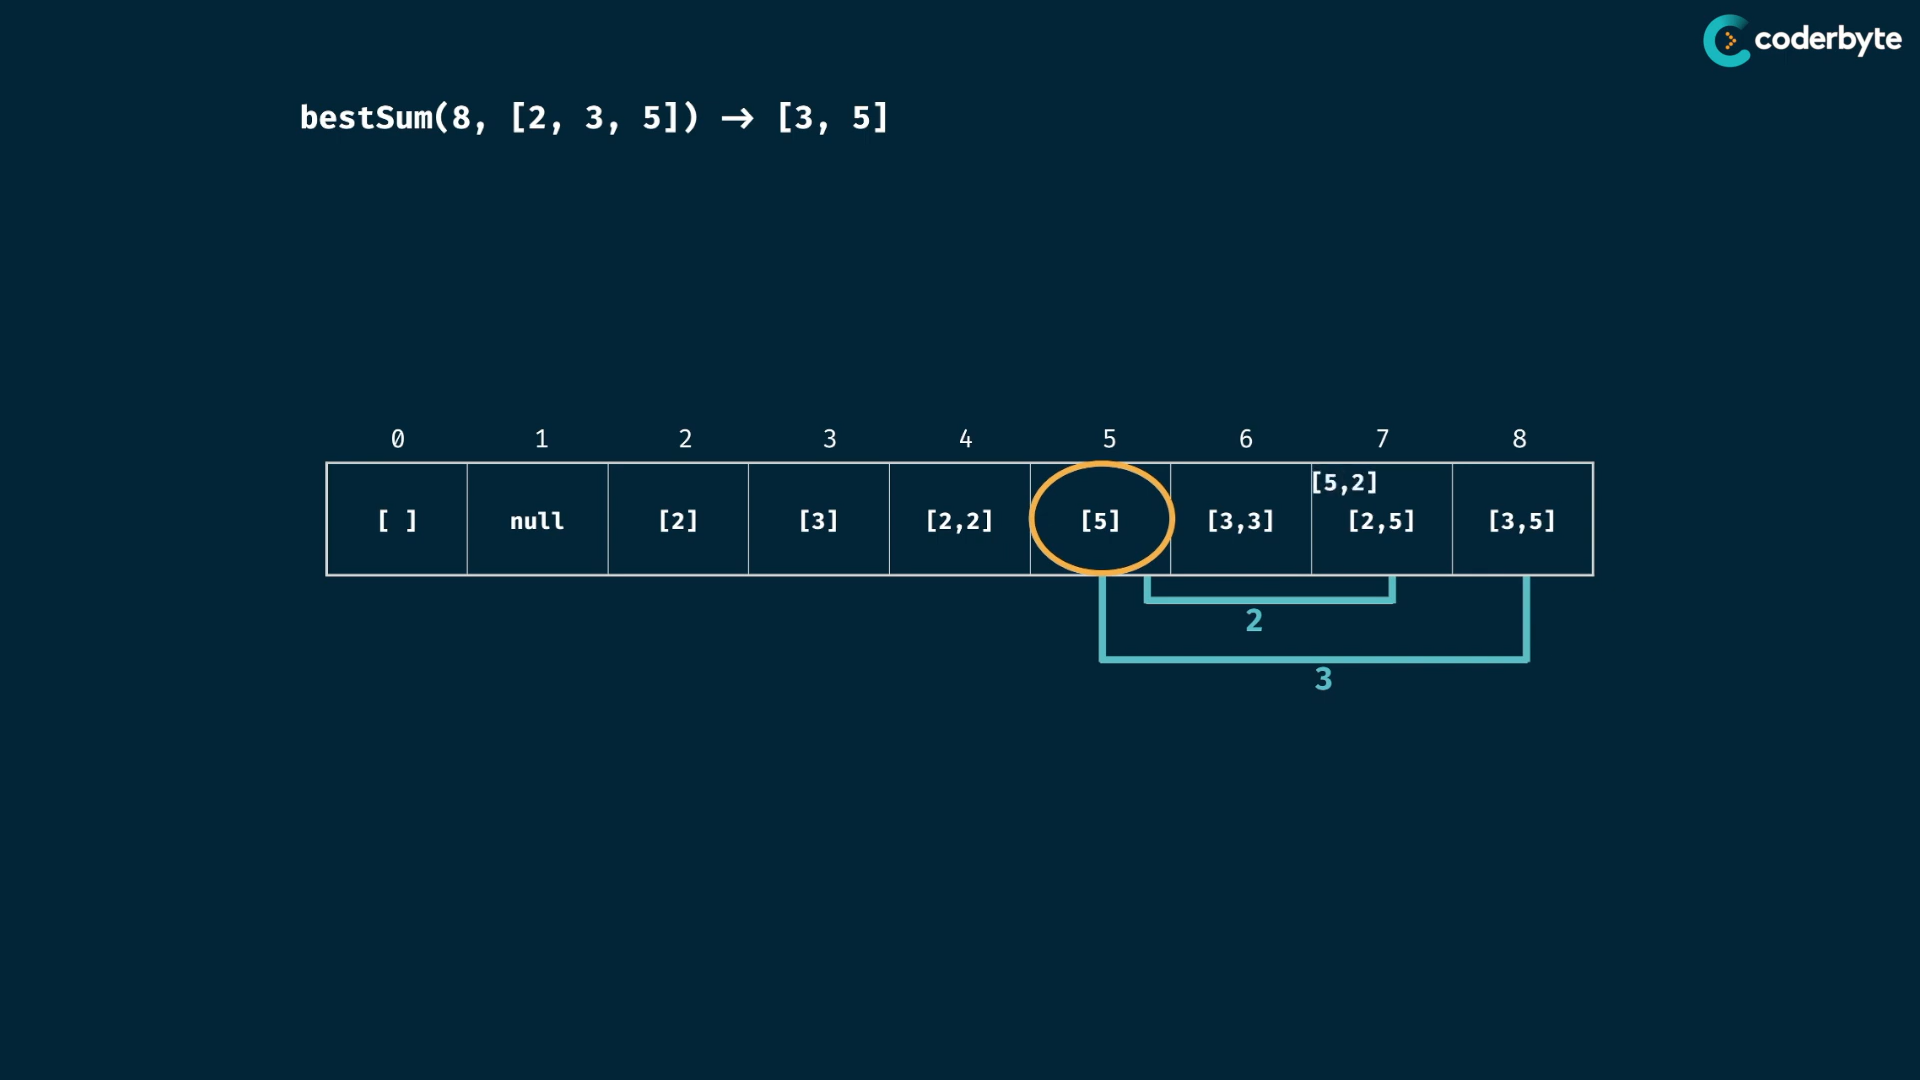 coderbyte
bestSum(8, [2, 3, 5]) → [3, 5]
0 1 2 3 4 5 6 7 8
[5,2]
[ ] null [2] [3] [2,2] [5] [3,3] [2,5] [3,5]
2
3